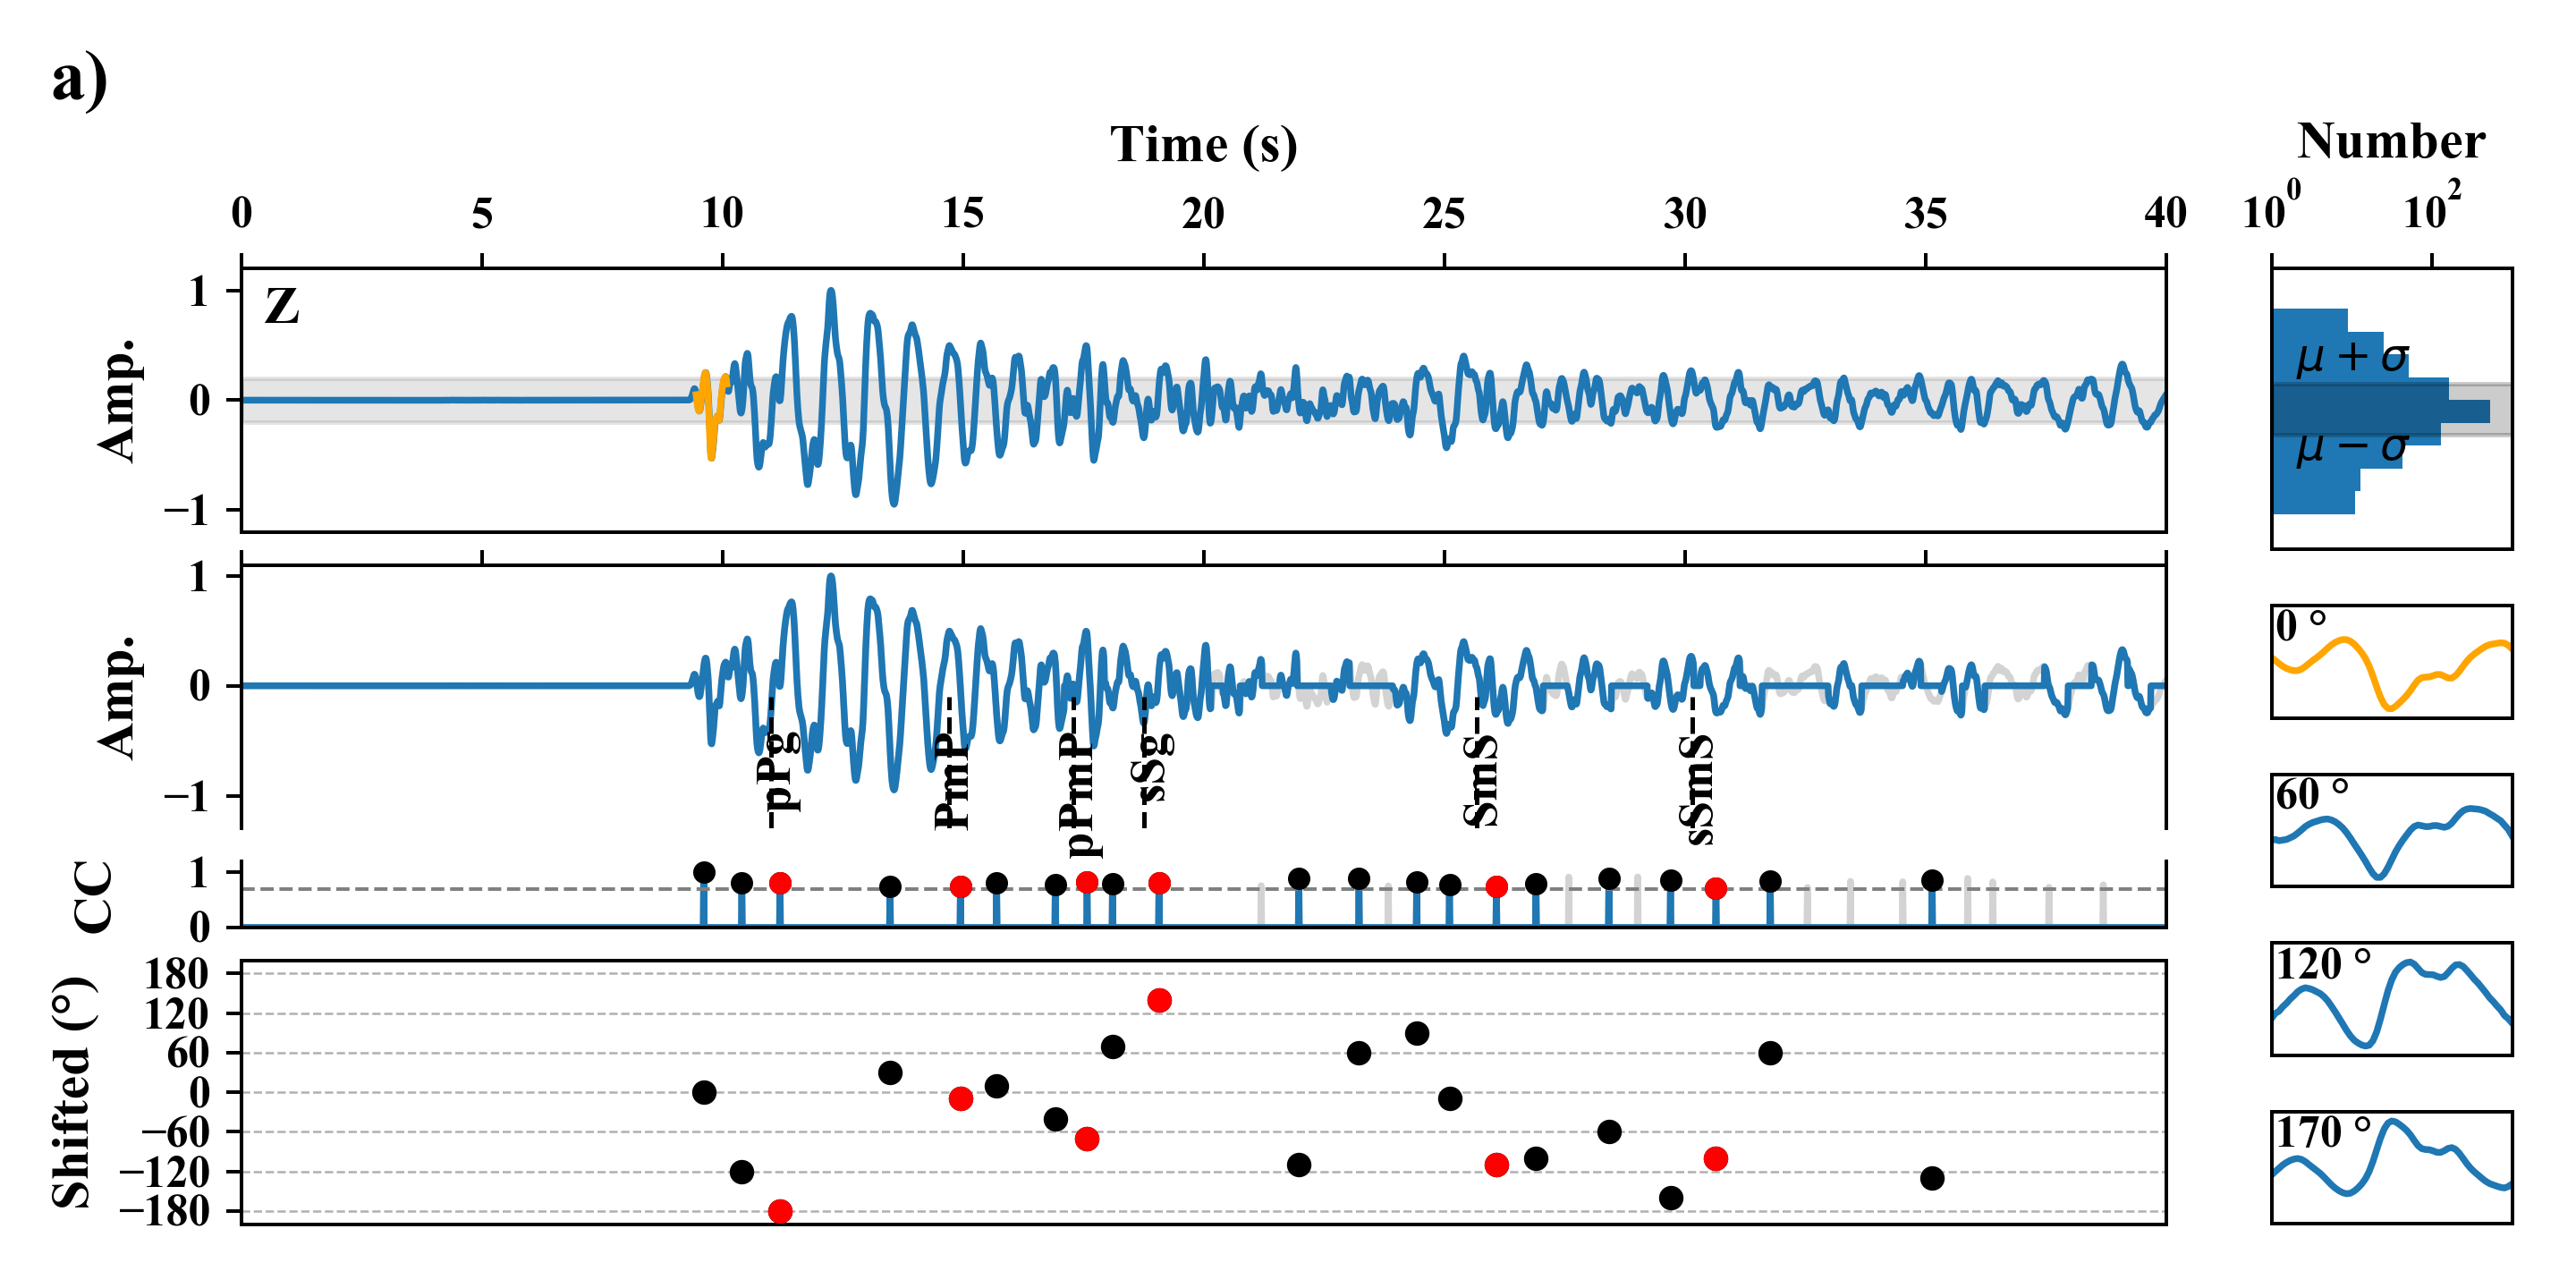 a)
Time (s)
Number
0 5 10 15 20 25 30 35 40
10^0 10^2
Z
Amp.
1
0
−1
μ + σ
μ − σ
Amp.
1
0
−1
pPg
PmP
pPmP
sSg
SmS
sSmS
0 °
60 °
CC
1
0
Shifted (°)
180
120
60
0
−60
−120
−180
120 °
170 °